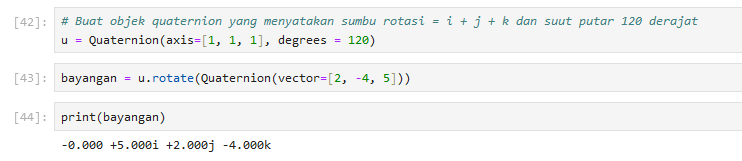 [42]: # Buat objek quaternion yang menyatakan sumbu rotasi = i + j + k dan suut putar 120 derajat
u = Quaternion(axis=[1, 1, 1], degrees = 120)
[43]: bayangan = u.rotate(Quaternion(vector=[2, -4, 5]))
[44]: print(bayangan)
-0.000 +5.000i +2.000j -4.000k